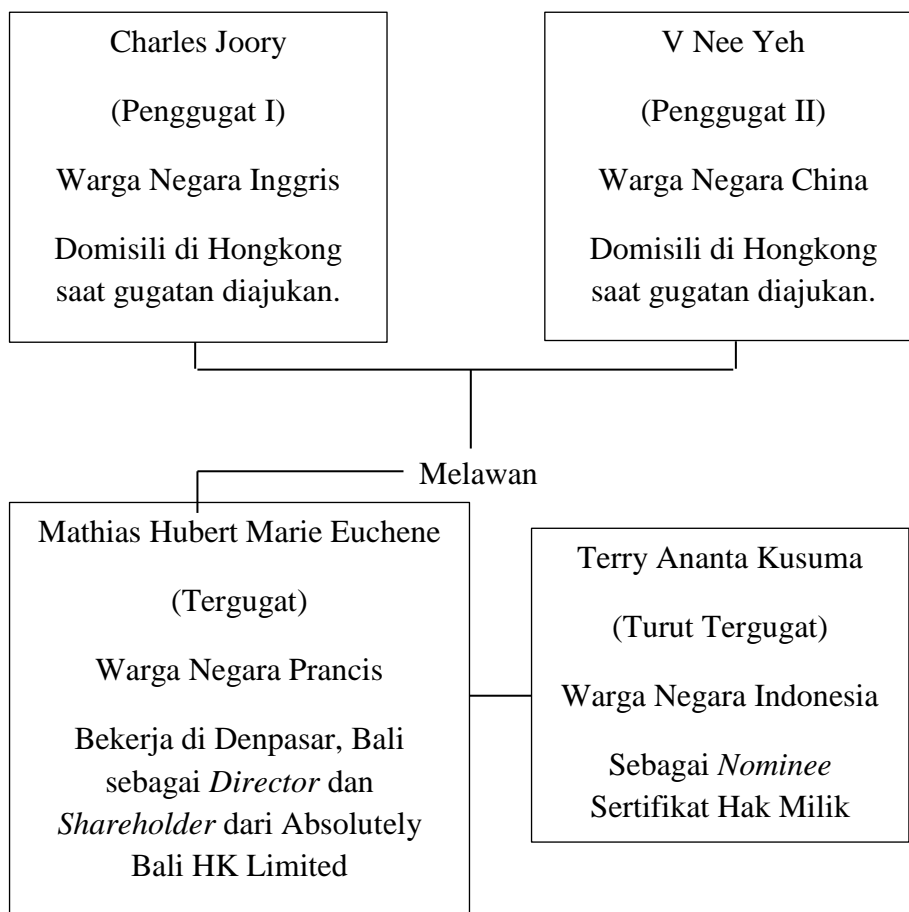 Charles Joory
(Penggugat I)
Warga Negara Inggris
Domisili di Hongkong
saat gugatan diajukan.
V Nee Yeh
(Penggugat II)
Warga Negara China
Domisili di Hongkong
saat gugatan diajukan.
Melawan
Mathias Hubert Marie Euchene
(Tergugat)
Warga Negara Prancis
Bekerja di Denpasar, Bali
sebagai Director dan
Shareholder dari Absolutely
Bali HK Limited
Terry Ananta Kusuma
(Turut Tergugat)
Warga Negara Indonesia
Sebagai Nominee
Sertifikat Hak Milik